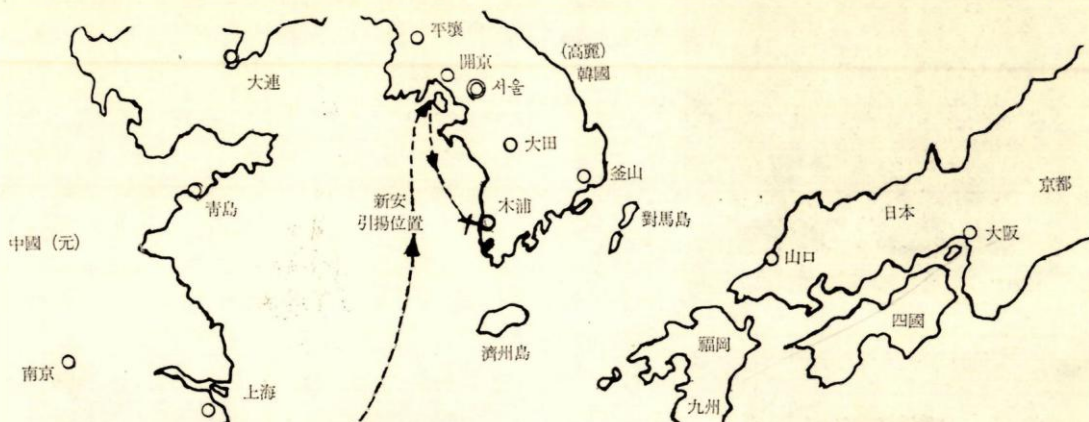 平壤
(高麗)
韓國
開京
서울
大連
大田
釜山
京都
青島
新安
引揚位置
木浦
對馬島
日本
中國 (元)
大阪
山口
四國
濟州島
福岡
南京
上海
九州